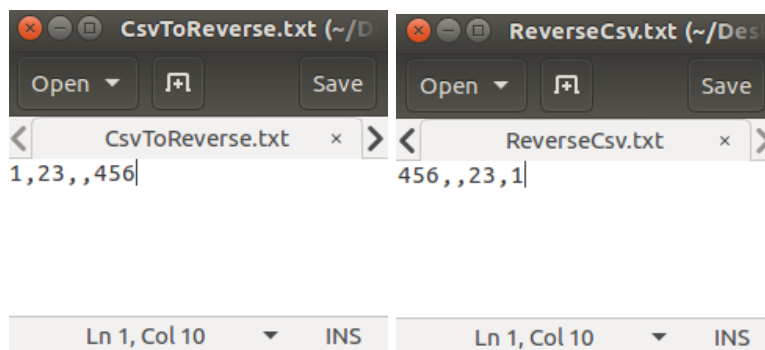 CsvToReverse.txt (~/D
Open Save
CsvToReverse.txt ×
1,23,,456
Ln 1, Col 10 INS
ReverseCsv.txt (~/Des
Open Save
ReverseCsv.txt ×
456,,23,1
Ln 1, Col 10 INS